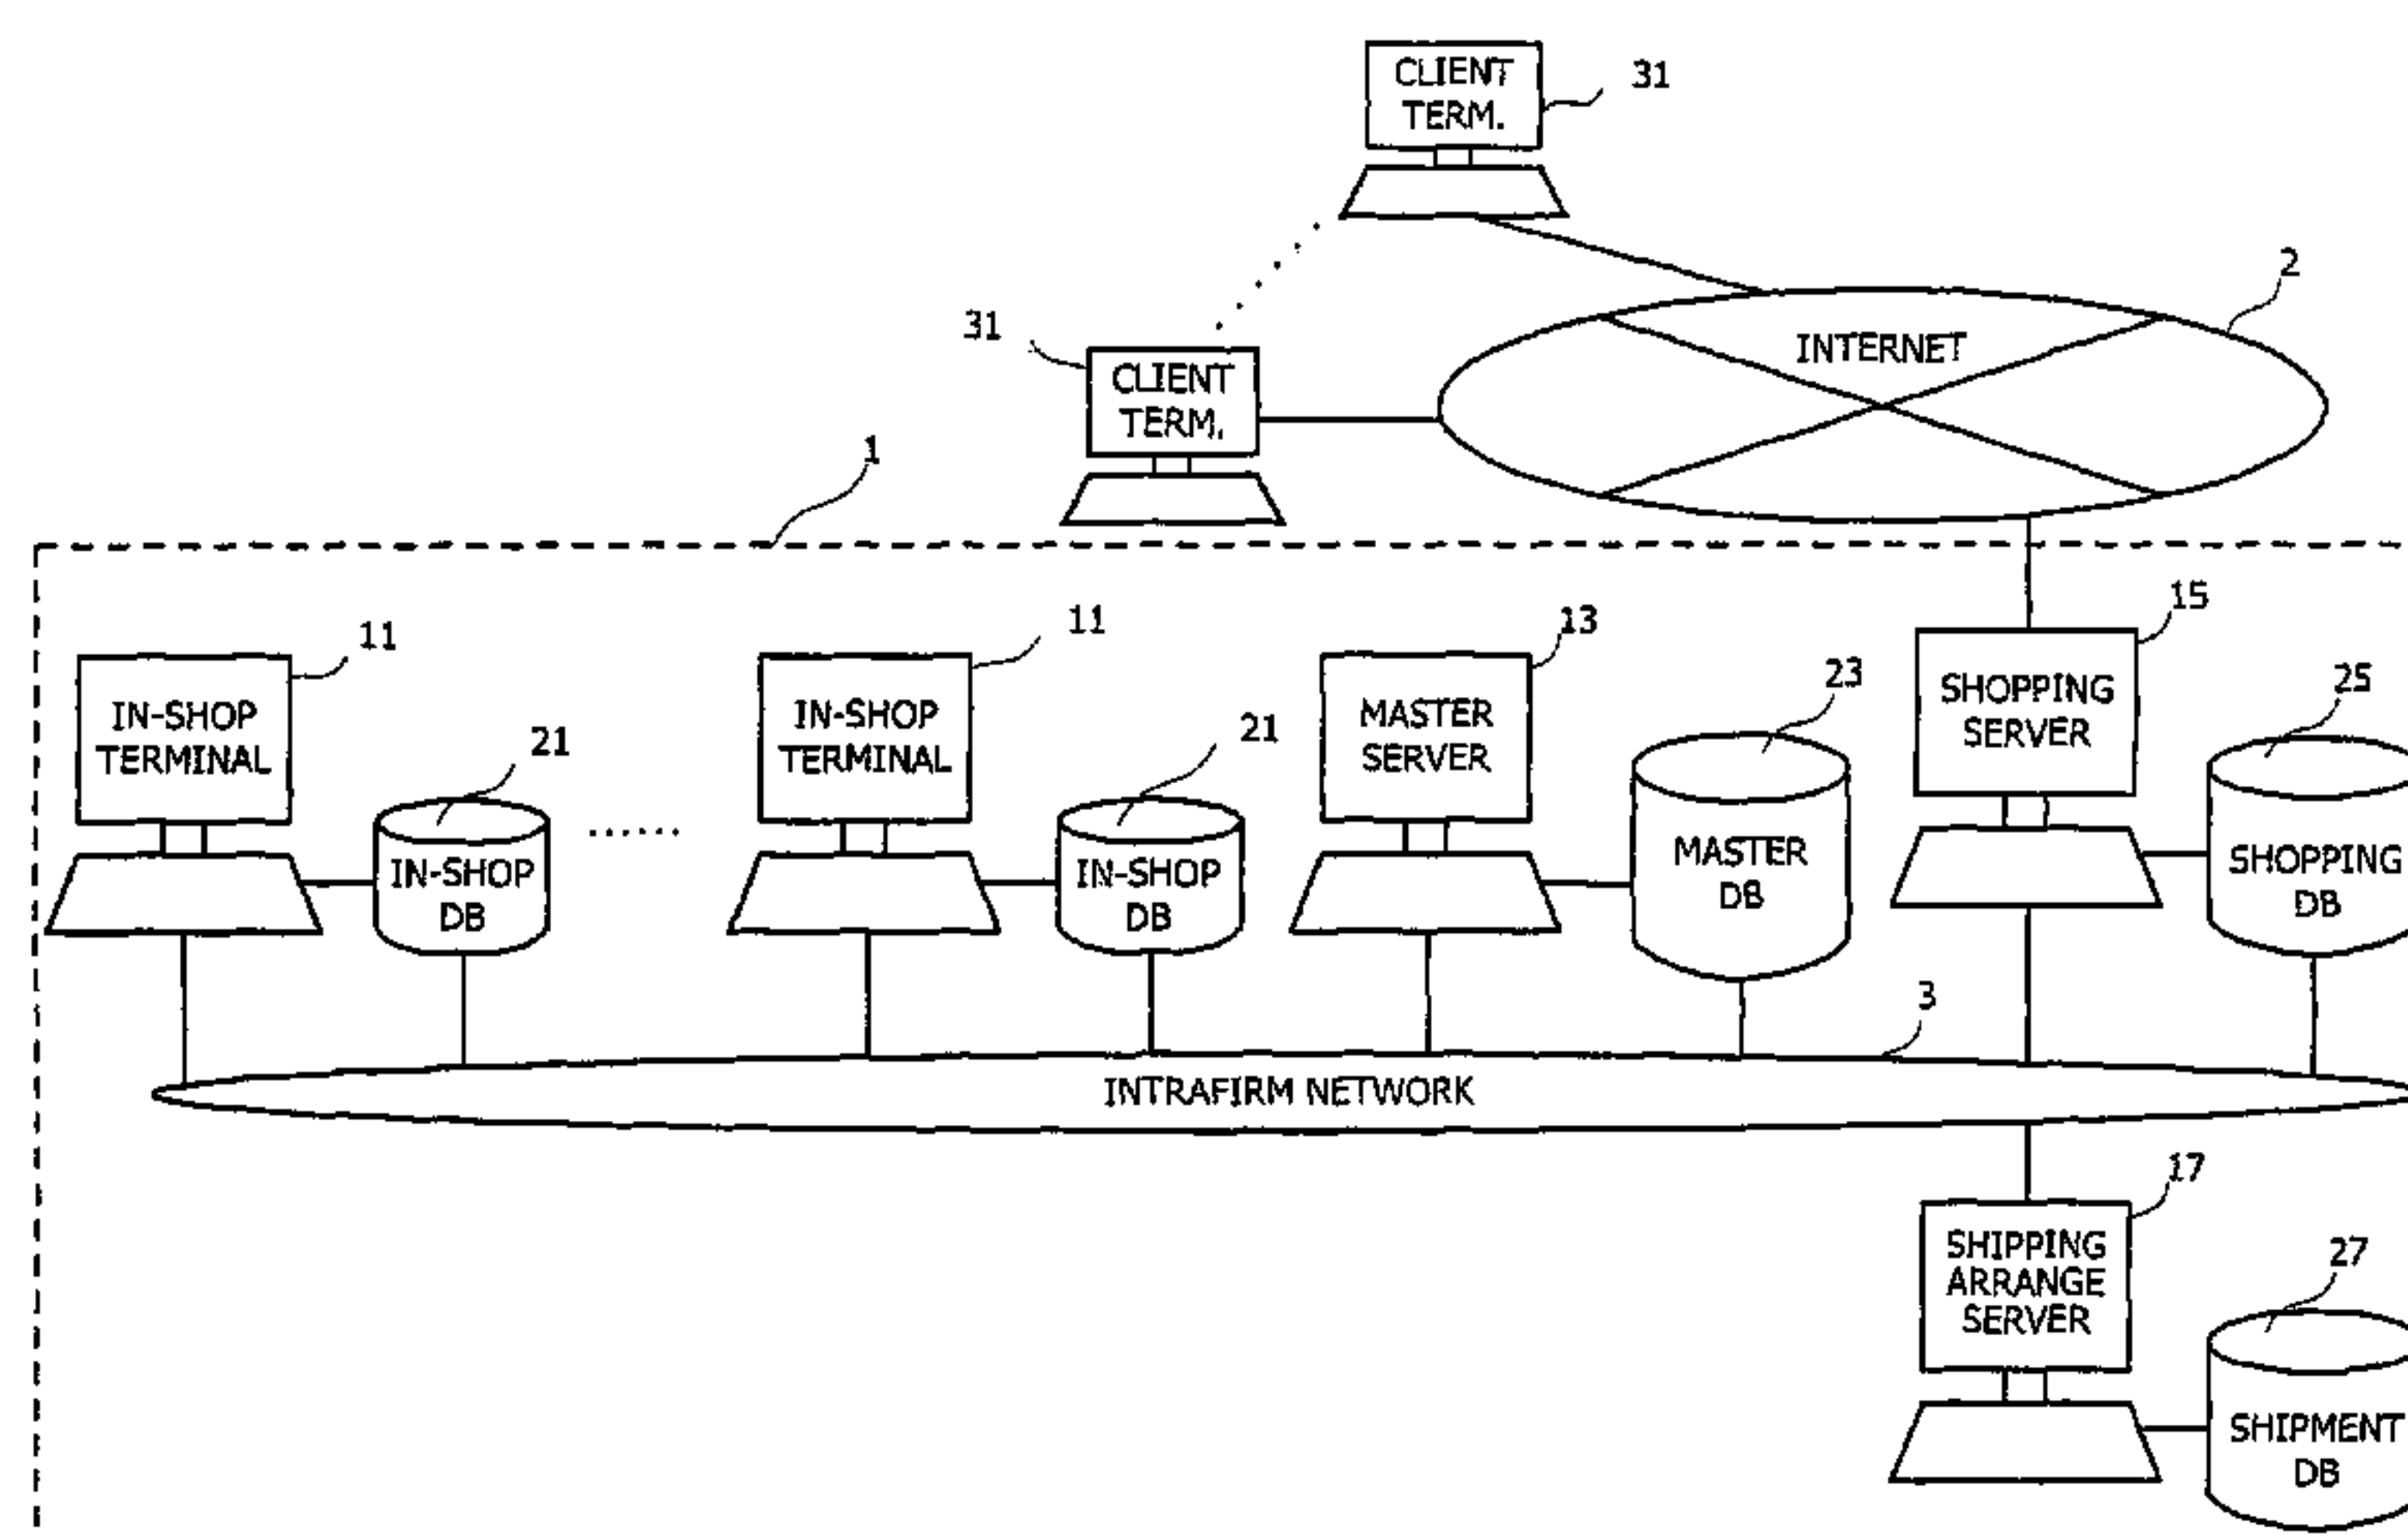 CLIENT
TERM.
31
2
31
CLIENT
TERM.
INTERNET
1
11
IN-SHOP
TERMINAL
21
IN-SHOP
DB
11
IN-SHOP
TERMINAL
21
IN-SHOP
DB
13
MASTER
SERVER
23
MASTER
DB
15
SHOPPING
SERVER
25
SHOPPING
DB
3
INTRAFIRM NETWORK
17
SHIPPING
ARRANGE
SERVER
27
SHIPMENT
DB